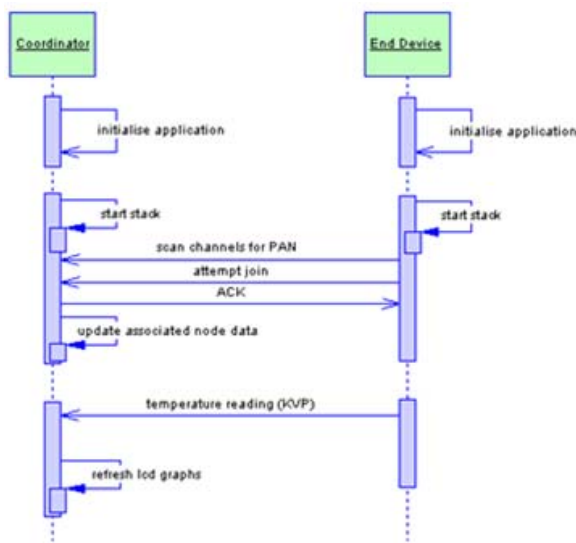 Coordinator
End Device
initialise application
initialise application
start stack
start stack
scan channels for PAN
attempt join
ACK
update associated node data
temperature reading (KVP)
refresh lcd graphs